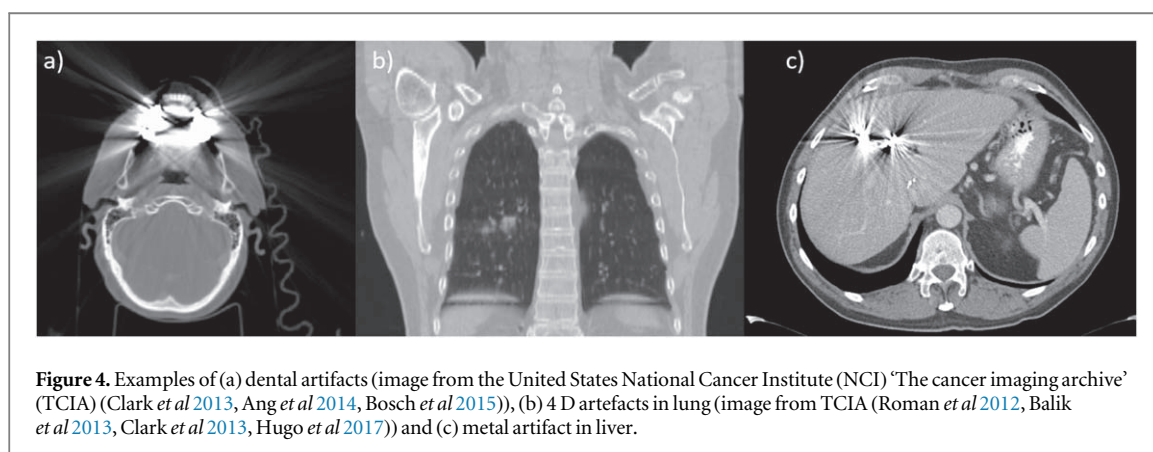 a)
b)
c)
Figure 4. Examples of (a) dental artifacts (image from the United States National Cancer Institute (NCI) ‘The cancer imaging archive’
(TCIA) (Clark et al 2013, Ang et al 2014, Bosch et al 2015)), (b) 4 D artefacts in lung (image from TCIA (Roman et al 2012, Balik
et al 2013, Clark et al 2013, Hugo et al 2017)) and (c) metal artifact in liver.